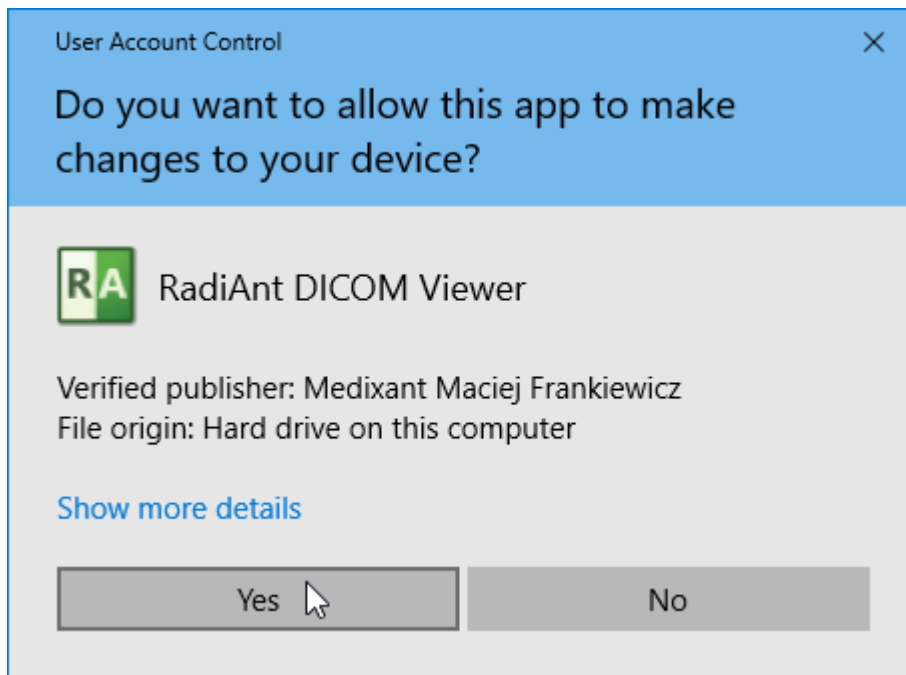 User Account Control
Do you want to allow this app to make
changes to your device?
RA
RadiAnt DICOM Viewer
Verified publisher: Medixant Maciej Frankiewicz
File origin: Hard drive on this computer
Show more details
Yes
No